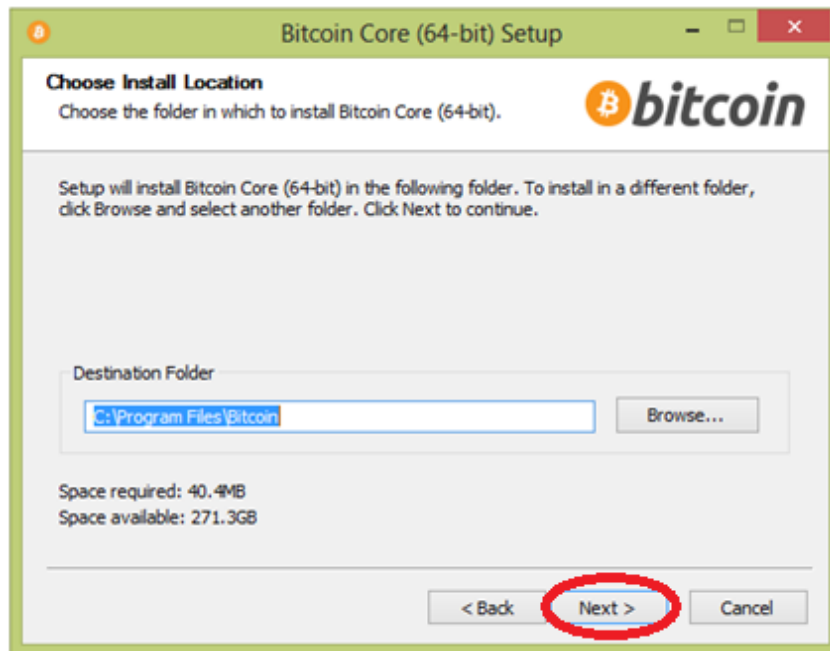 Bitcoin Core (64-bit) Setup
Choose Install Location
Choose the folder in which to install Bitcoin Core (64-bit).
bitcoin
Setup will install Bitcoin Core (64-bit) in the following folder. To install in a different folder,
click Browse and select another folder. Click Next to continue.
Destination Folder
C:\Program Files\Bitcoin
Browse...
Space required: 40.4MB
Space available: 271.3GB
< Back
Next >
Cancel